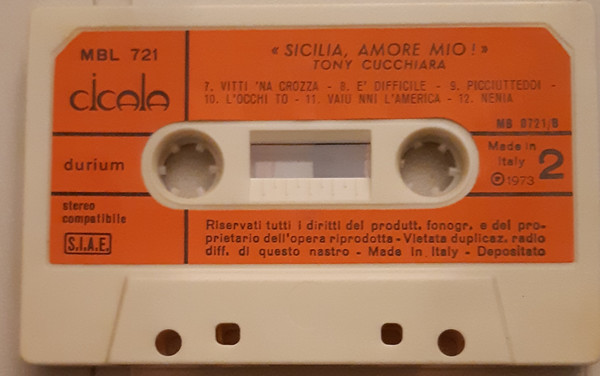 MBL 721
cicala
« SICILIA, AMORE MIO ! »
TONY CUCCHIARA
7. VITTI 'NA CROZZA - 8. E' DIFFICILE - 9. PICCIUTTEDDI -
10. L'OCCHI TO - 11. VAIU NNI L'AMERICA - 12. NENIA
MB 0721/B
durium
Made in
Italy
2
℗1973
stereo
compatibile
S.I.A.E.
Riservati tutti i diritti del produtt. fonogr. e del pro-
prietario dell'opera riprodotta - Vietata duplicaz. radio
diff. di questo nastro - Made in Italy - Depositato